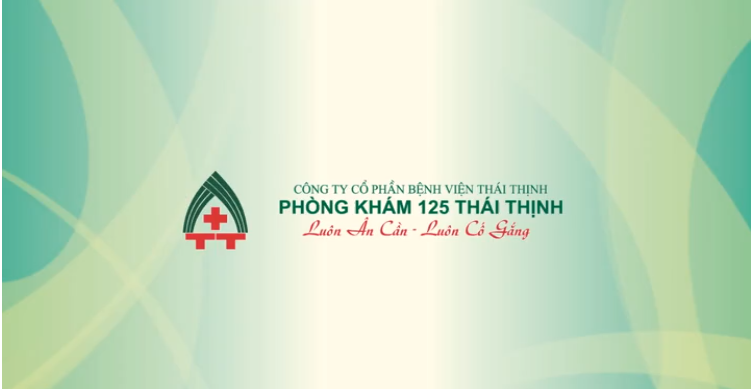 CÔNG TY CỔ PHẦN BỆNH VIỆN THÁI THỊNH
PHÒNG KHÁM 125 THÁI THỊNH
Luôn Ân Cần - Luôn Cố Gắng